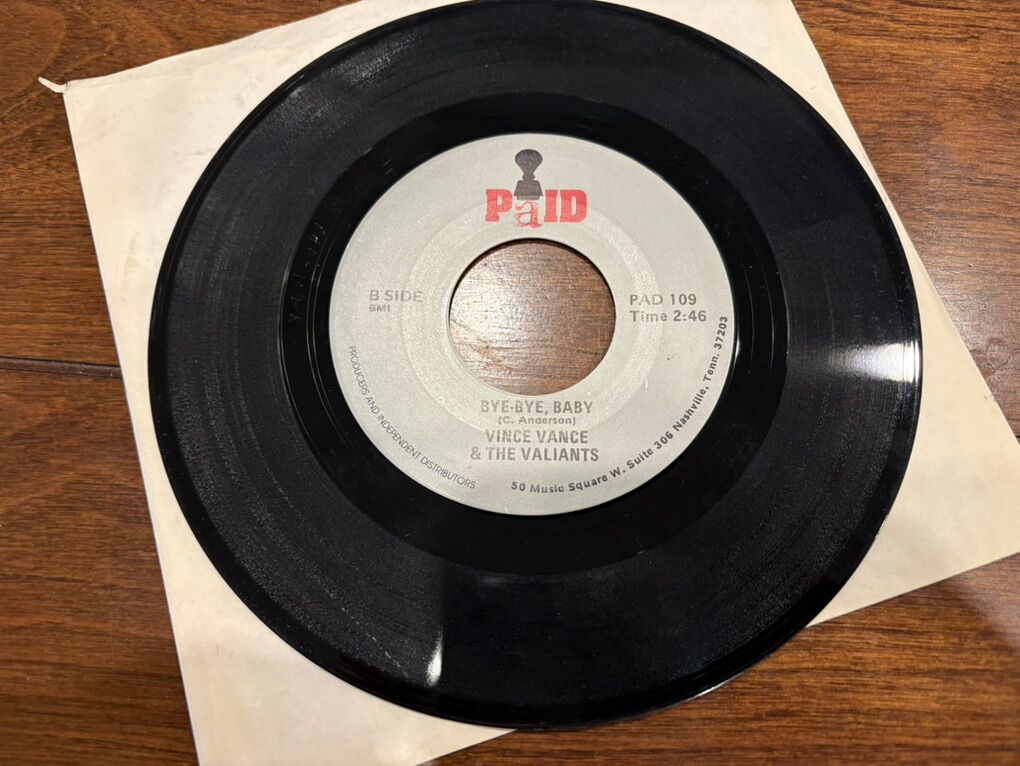 PaID
B SIDE
BMI
PAD 109
Time 2:46
BYE-BYE, BABY
(C. Anderson)
VINCE VANCE
& THE VALIANTS
PRODUCERS AND INDEPENDENT DISTRIBUTORS
50 Music Square W. Suite 306 Nashville, Tenn. 37203